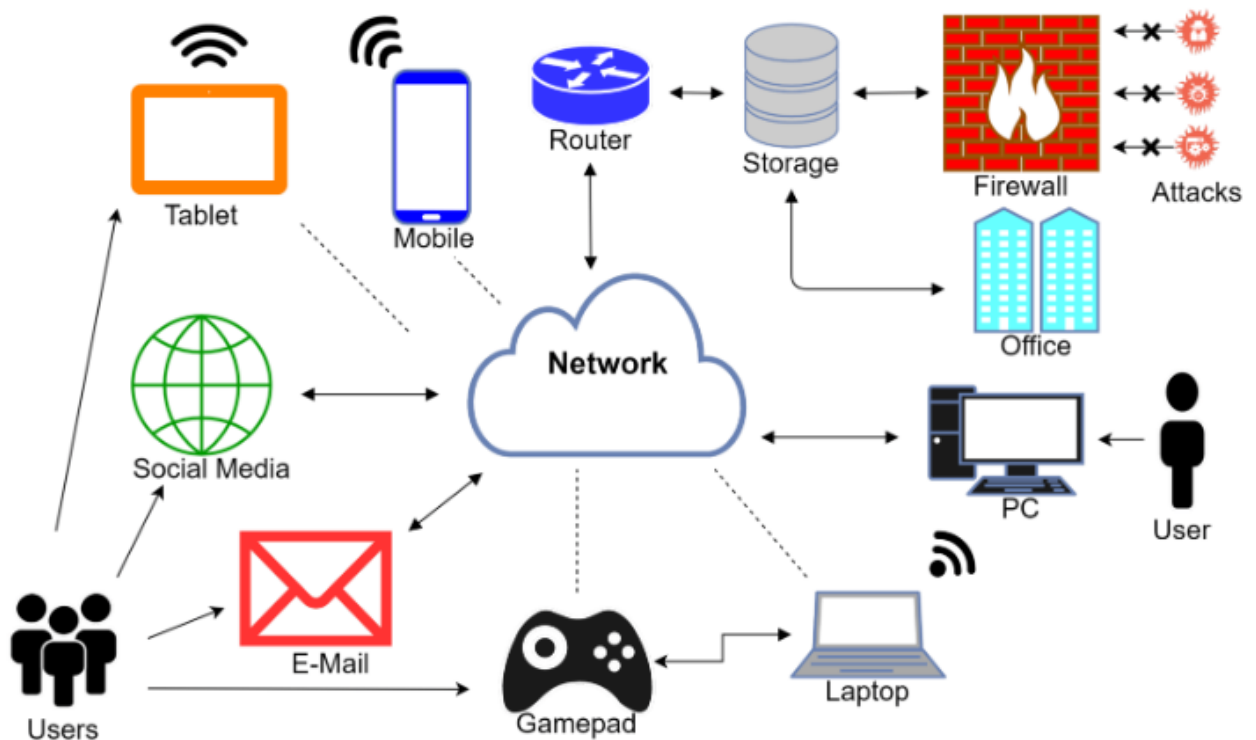 Router
Storage
Firewall
Attacks
Tablet
Mobile
Network
Office
Social Media
PC
User
E-Mail
Laptop
Gamepad
Users